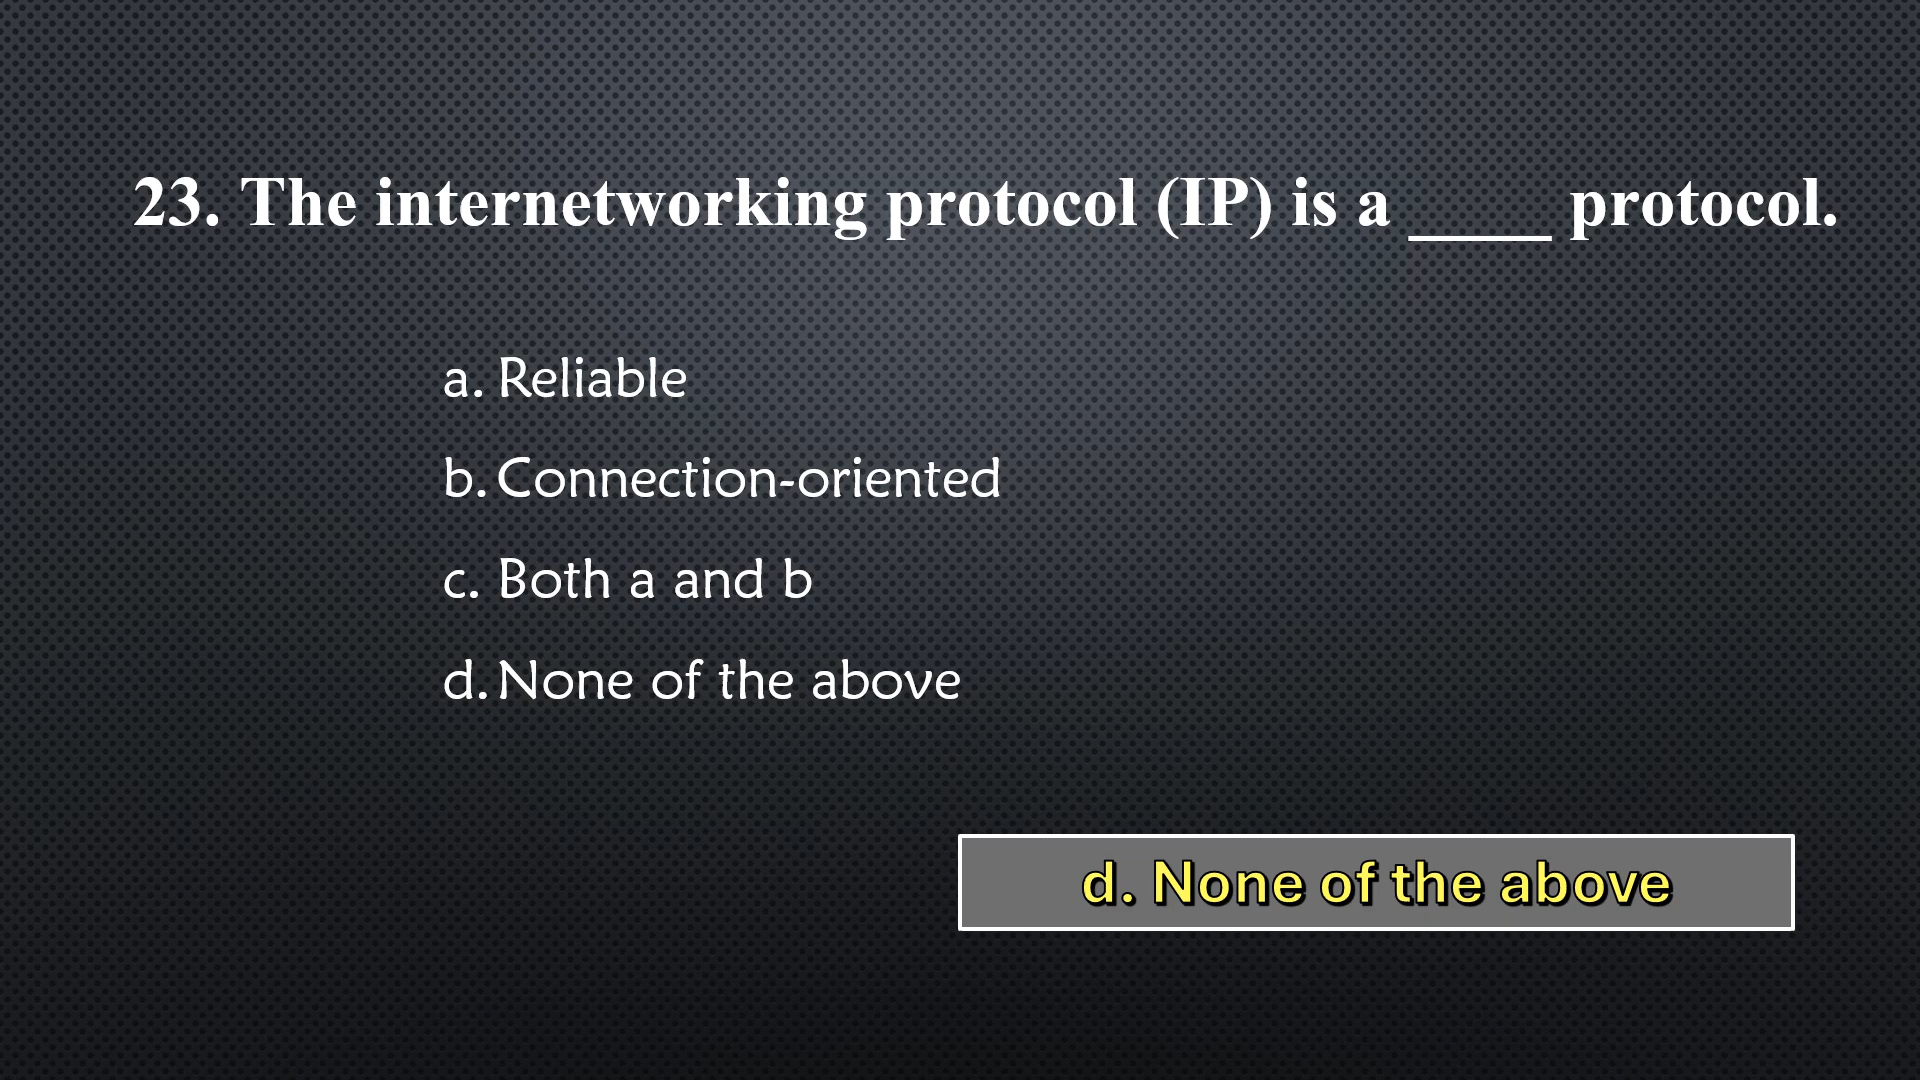 23. The internetworking protocol (IP) is a ____ protocol.
a. Reliable
b. Connection-oriented
c. Both a and b
d. None of the above
d. None of the above